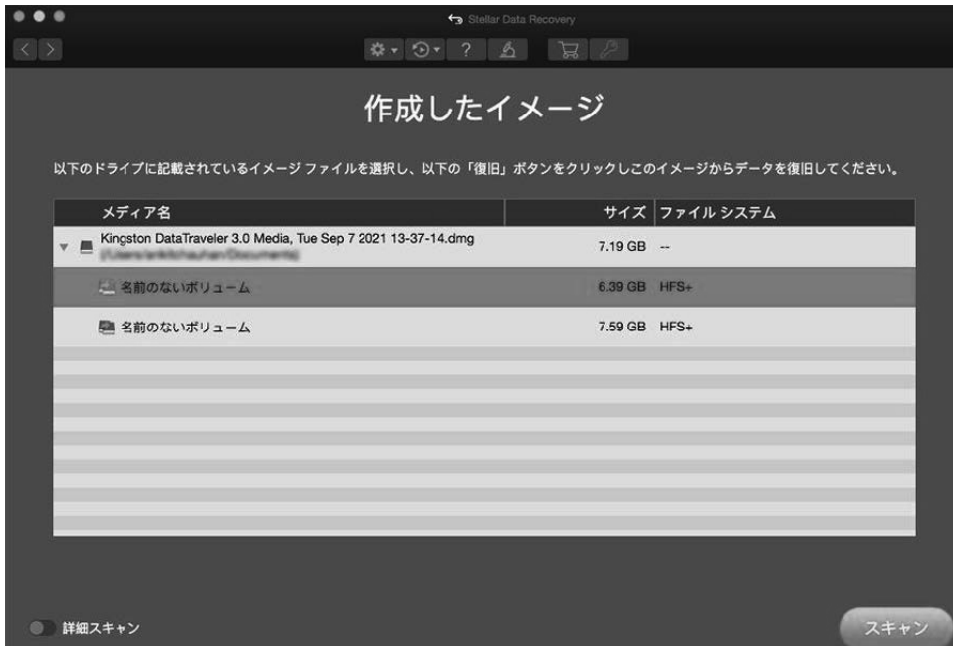 Stellar Data Recovery
作成したイメージ
以下のドライブに記載されているイメージ ファイルを選択し、以下の「復旧」ボタンをクリックしこのイメージからデータを復旧してください。
メディア名 サイズ ファイル システム
Kingston DataTraveler 3.0 Media, Tue Sep 7 2021 13-37-14.dmg 7.19 GB --
名前のないボリューム 6.39 GB HFS+
名前のないボリューム 7.59 GB HFS+
詳細スキャン スキャン